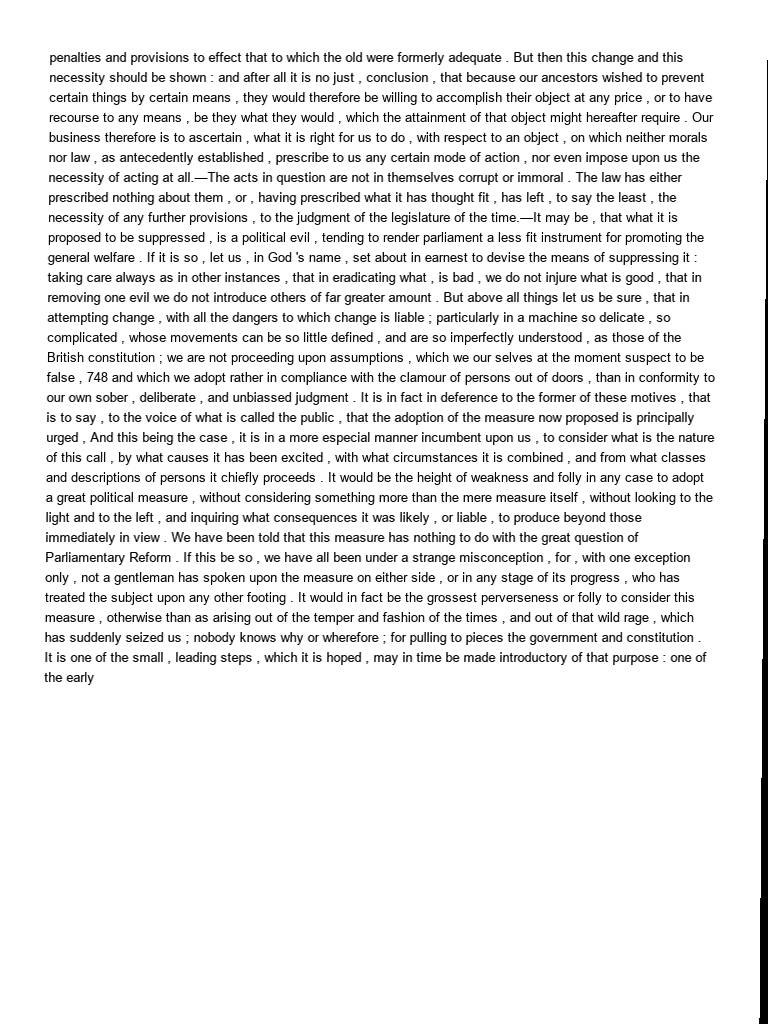 penalties and provisions to effect that to which the old were formerly adequate . But then this change and this
necessity should be shown : and after all it is no just , conclusion , that because our ancestors wished to prevent
certain things by certain means , they would therefore be willing to accomplish their object at any price , or to have
recourse to any means , be they what they would , which the attainment of that object might hereafter require . Our
business therefore is to ascertain , what it is right for us to do , with respect to an object , on which neither morals
nor law , as antecedently established , prescribe to us any certain mode of action , nor even impose upon us the
necessity of acting at all.—The acts in question are not in themselves corrupt or immoral . The law has either
prescribed nothing about them , or , having prescribed what it has thought fit , has left , to say the least , the
necessity of any further provisions , to the judgment of the legislature of the time.—It may be , that what it is
proposed to be suppressed , is a political evil , tending to render parliament a less fit instrument for promoting the
general welfare . If it is so , let us , in God 's name , set about in earnest to devise the means of suppressing it :
taking care always as in other instances , that in eradicating what , is bad , we do not injure what is good , that in
removing one evil we do not introduce others of far greater amount . But above all things let us be sure , that in
attempting change , with all the dangers to which change is liable ; particularly in a machine so delicate , so
complicated , whose movements can be so little defined , and are so imperfectly understood , as those of the
British constitution ; we are not proceeding upon assumptions , which we our selves at the moment suspect to be
false , 748 and which we adopt rather in compliance with the clamour of persons out of doors , than in conformity to
our own sober , deliberate , and unbiassed judgment . It is in fact in deference to the former of these motives , that
is to say , to the voice of what is called the public , that the adoption of the measure now proposed is principally
urged , And this being the case , it is in a more especial manner incumbent upon us , to consider what is the nature
of this call , by what causes it has been excited , with what circumstances it is combined , and from what classes
and descriptions of persons it chiefly proceeds . It would be the height of weakness and folly in any case to adopt
a great political measure , without considering something more than the mere measure itself , without looking to the
light and to the left , and inquiring what consequences it was likely , or liable , to produce beyond those
immediately in view . We have been told that this measure has nothing to do with the great question of
Parliamentary Reform . If this be so , we have all been under a strange misconception , for , with one exception
only , not a gentleman has spoken upon the measure on either side , or in any stage of its progress , who has
treated the subject upon any other footing . It would in fact be the grossest perverseness or folly to consider this
measure , otherwise than as arising out of the temper and fashion of the times , and out of that wild rage , which
has suddenly seized us ; nobody knows why or wherefore ; for pulling to pieces the government and constitution .
It is one of the small , leading steps , which it is hoped , may in time be made introductory of that purpose : one of
the early